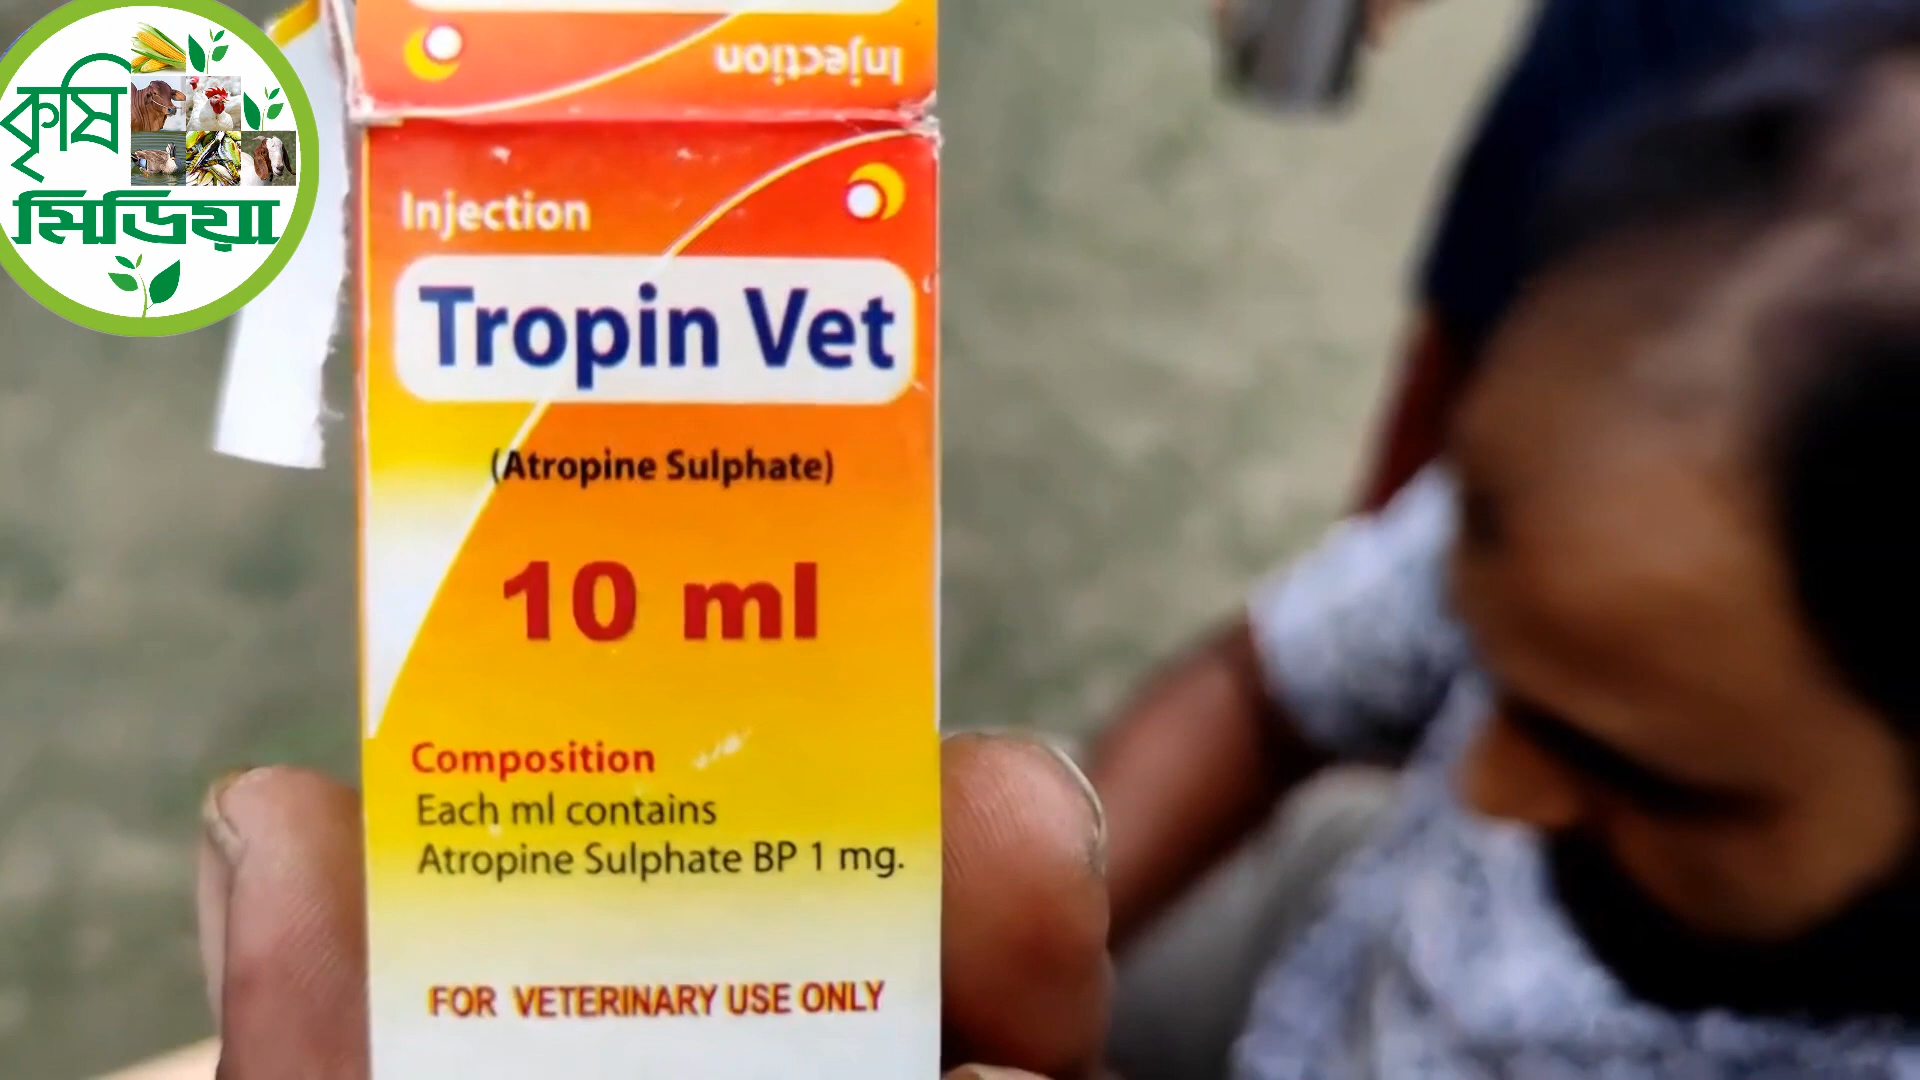 কৃষি
মিডিয়া
Injection
Injection
Tropin Vet
(Atropine Sulphate)
10 ml
Composition
Each ml contains
Atropine Sulphate BP 1 mg.
FOR VETERINARY USE ONLY